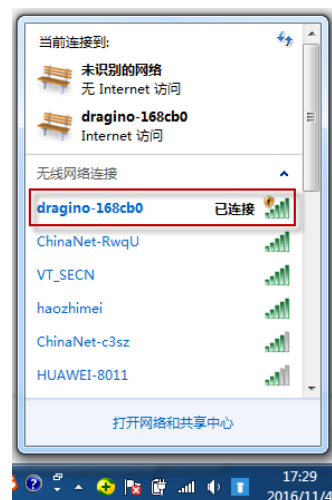 当前连接到:
未识别的网络
无 Internet 访问
dragino-168cb0
Internet 访问
无线网络连接
dragino-168cb0 已连接
ChinaNet-RwqU
VT_SECN
haozhimei
ChinaNet-c3sz
HUAWEI-8011
打开网络和共享中心
17:29
2016/11/4